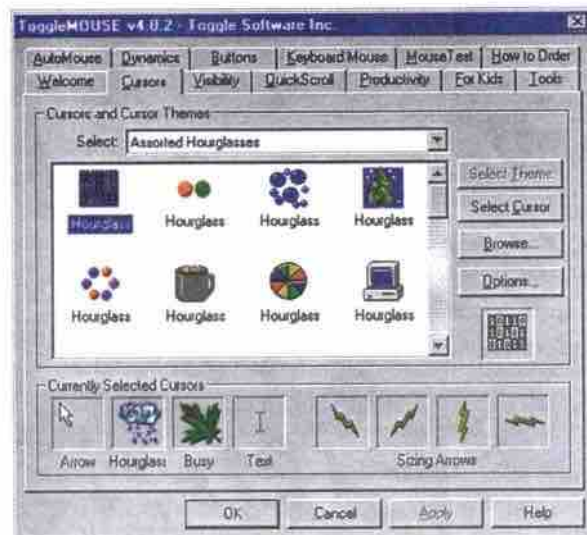 ToggleMOUSE v4.0.2 - Toggle Software Inc.
AutoMouse Dynamics Buttons Keyboard Mouse MouseTest How to Order
Welcome Cursors Visibility QuickScroll Productivity For Kids Tools
Cursors and Cursor Themes
Select: Assorted Hourglasses
Select Theme
Hourglass Hourglass Hourglass Hourglass
Select Cursor
Browse...
Options...
Hourglass Hourglass Hourglass Hourglass
Currently Selected Cursors
Arrow Hourglass Busy Text Sizing Arrows
OK Cancel Apply Help